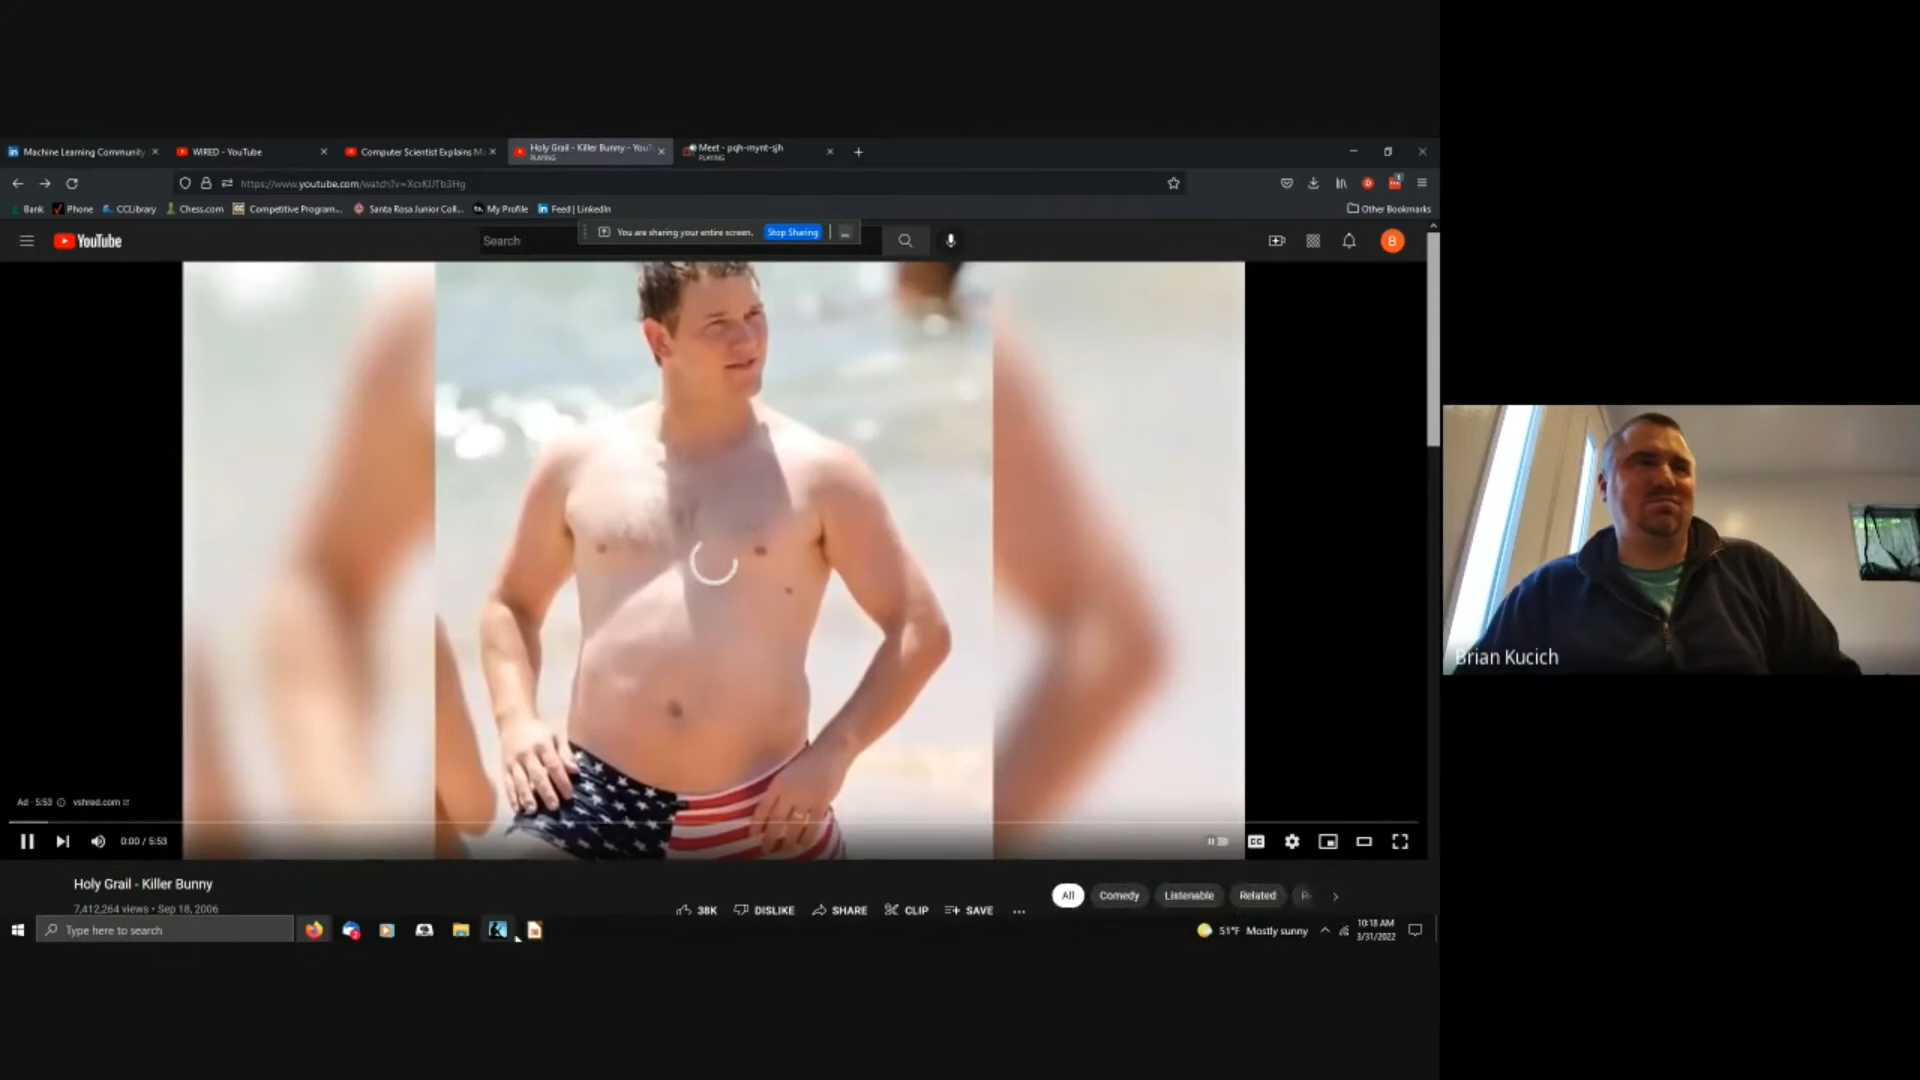 Machine Learning Community
WIRED - YouTube
Computer Scientist Explains M
Holy Grail - Killer Bunny - YouT
PLAYING
Meet - pqh-mynt-sjh
PLAYING
https://www.youtube.com/watch?v=XcxKIJTb3Hg
Bank
Phone
CCLibrary
Chess.com
Competitive Program...
Santa Rosa Junior Coll...
My Profile
Feed | LinkedIn
Other Bookmarks
YouTube
Search
You are sharing your entire screen.
Stop Sharing
B
Brian Kucich
Ad · 5:53
vshred.com
0:00 / 5:53
CC
Holy Grail - Killer Bunny
7,412,264 views • Sep 18, 2006
38K
DISLIKE
SHARE
CLIP
SAVE
All
Comedy
Listenable
Related
Type here to search
51°F Mostly sunny
10:18 AM
3/31/2022